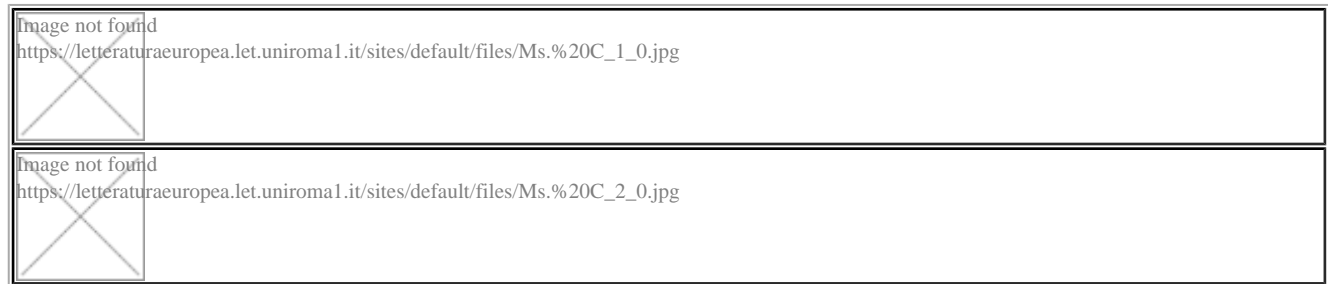 Image not found
https://letteraturaeuropea.let.uniroma1.it/sites/default/files/Ms.%20C_1_0.jpg
Image not found
https://letteraturaeuropea.let.uniroma1.it/sites/default/files/Ms.%20C_2_0.jpg